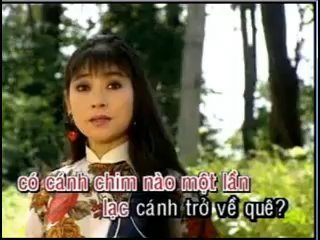 có cánh chim nào một lần
lạc cánh trở về quê?